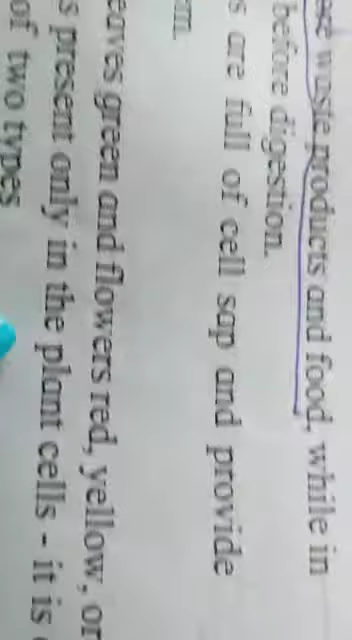 waste products and food, while in
before digestion.
s are full of cell sap and provide
eaves green and flowers red, yellow, or
s present only in the plant cells - it is
of two types